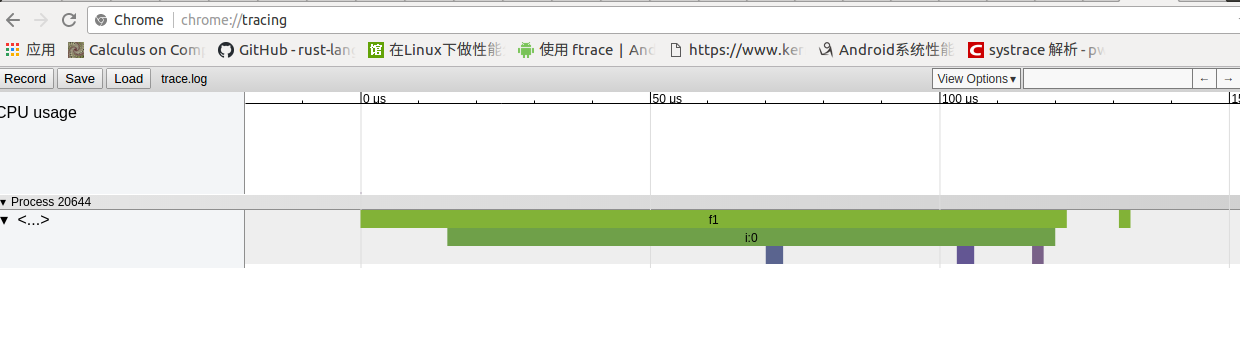 Chrome chrome://tracing
应用 Calculus on Com GitHub - rust-lan 在Linux下做性能 使用 ftrace | And https://www.ker Android系统性能 systrace 解析 - pw
Record Save Load trace.log View Options ▾ ← →
0 us 50 us 100 us 15
CPU usage
▾ Process 20644
▼ <...> f1
i:0